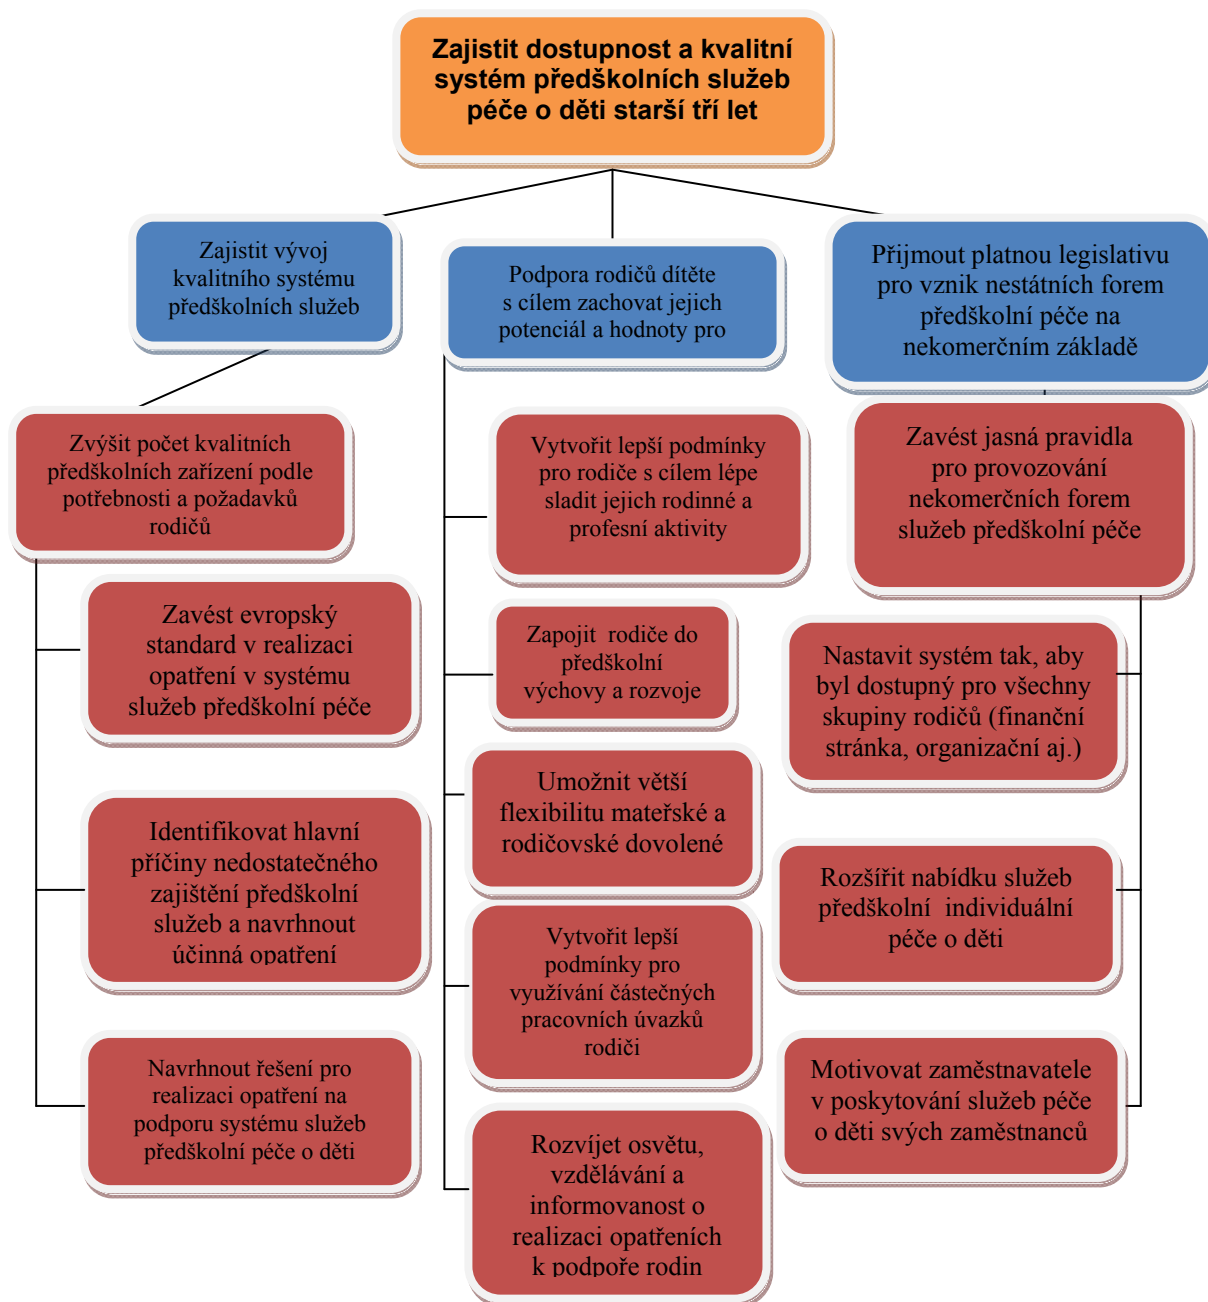 Zajistit dostupnost a kvalitní
systém předškolních služeb
péče o děti starší tří let
Zajistit vývoj
kvalitního systému
předškolních služeb
Podpora rodičů dítěte
s cílem zachovat jejich
potenciál a hodnoty pro
Přijmout platnou legislativu
pro vznik nestátních forem
předškolní péče na
nekomerčním základě
Zvýšit počet kvalitních
předškolních zařízení podle
potřebnosti a požadavků
rodičů
Zavést evropský
standard v realizaci
opatření v systému
služeb předškolní péče
Identifikovat hlavní
příčiny nedostatečného
zajištění předškolní
služeb a navrhnout
účinná opatření
Navrhnout řešení pro
realizaci opatření na
podporu systému služeb
předškolní péče o děti
Vytvořit lepší podmínky
pro rodiče s cílem lépe
sladit jejich rodinné a
profesní aktivity
Zapojit rodiče do
předškolní
výchovy a rozvoje
Umožnit větší
flexibilitu mateřské a
rodičovské dovolené
Vytvořit lepší
podmínky pro
využívání částečných
pracovních úvazků
rodiči
Rozvíjet osvětu,
vzdělávání a
informovanost o
realizaci opatřeních
k podpoře rodin
Zavést jasná pravidla
pro provozování
nekomerčních forem
služeb předškolní péče
Nastavit systém tak, aby
byl dostupný pro všechny
skupiny rodičů (finanční
stránka, organizační aj.)
Rozšířit nabídku služeb
předškolní individuální
péče o děti
Motivovat zaměstnavatele
v poskytování služeb péče
o děti svých zaměstnanců